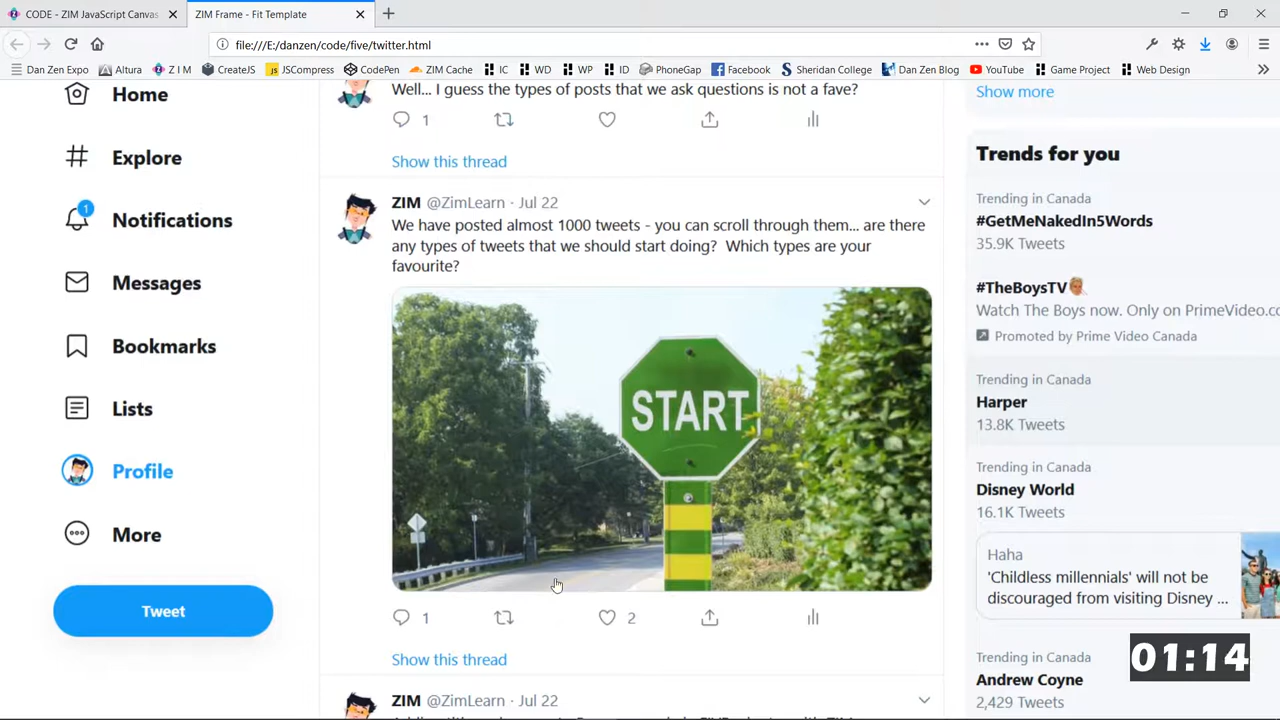 CODE - ZIM JavaScript Canvas
ZIM Frame - Fit Template
file:///E:/danzen/code/five/twitter.html
Dan Zen Expo
Altura
Z I M
CreateJS
JSCompress
CodePen
ZIM Cache
IC
WD
WP
ID
PhoneGap
Facebook
Sheridan College
Dan Zen Blog
YouTube
Game Project
Web Design
Home
Explore
1
Notifications
Messages
Bookmarks
Lists
Profile
More
Tweet
Well... I guess the types of posts that we ask questions is not a fave?
1
Show this thread
ZIM @ZimLearn · Jul 22
We have posted almost 1000 tweets - you can scroll through them... are there
any types of tweets that we should start doing? Which types are your
favourite?
START
1
2
Show this thread
ZIM @ZimLearn · Jul 22
Show more
Trends for you
Trending in Canada
#GetMeNakedIn5Words
35.9K Tweets
#TheBoysTV
Watch The Boys now. Only on PrimeVideo.co
Promoted by Prime Video Canada
Trending in Canada
Harper
13.8K Tweets
Trending in Canada
Disney World
16.1K Tweets
Haha
'Childless millennials' will not be
discouraged from visiting Disney ...
Trending in Canada
Andrew Coyne
2,429 Tweets
01:14